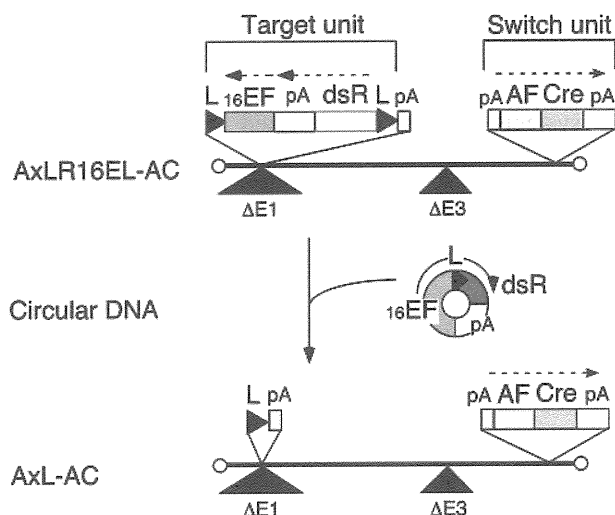 Target unit
Switch unit
L 16EF pA dsR L pA
pA AF Cre pA
AxLR16EL-AC
ΔE1
ΔE3
L
dsR
16EF
pA
Circular DNA
L pA
pA AF Cre pA
AxL-AC
ΔE1
ΔE3